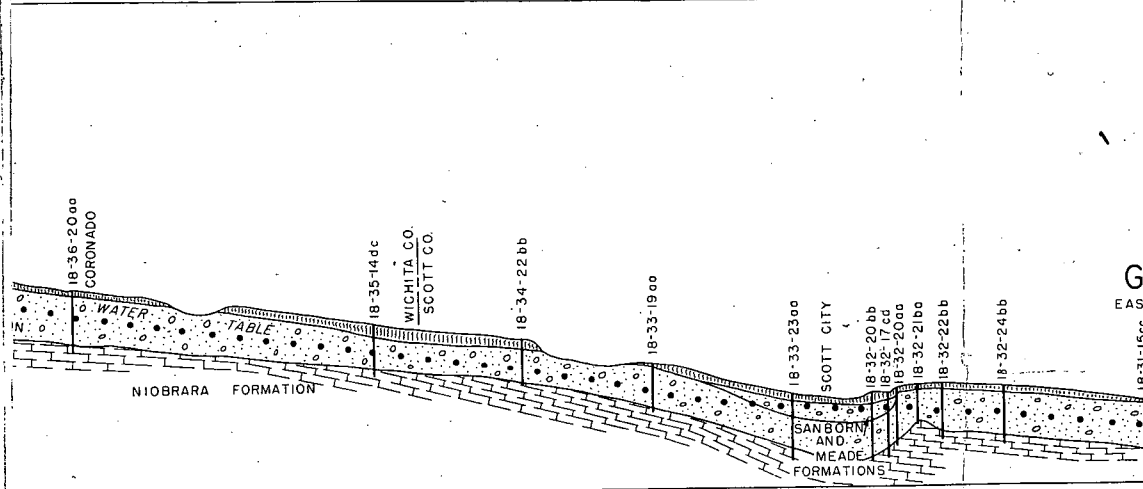 18-36-20aa
CORONADO
WATER
TABLE
NIOBRARA FORMATION
18-35-14dc
WICHITA CO.
SCOTT CO.
18-34-22bb
18-33-19aa
18-33-23aa
SCOTT CITY
18-32-20bb
18-32-17cd
18-32-20aa
18-32-21ba
18-32-22bb
18-32-24bb
SANBORN
AND
MEADE
FORMATIONS
G
EAS
IN